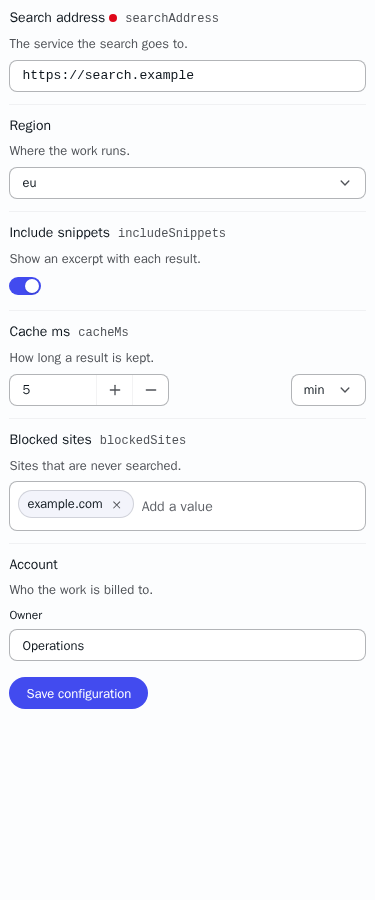 Search address searchAddress
The service the search goes to.
https://search.example
Region
Where the work runs.
eu
Include snippets includeSnippets
Show an excerpt with each result.
Cache ms cacheMs
How long a result is kept.
5 min
Blocked sites blockedSites
Sites that are never searched.
example.com Add a value
Account
Who the work is billed to.
Owner
Operations
Save configuration